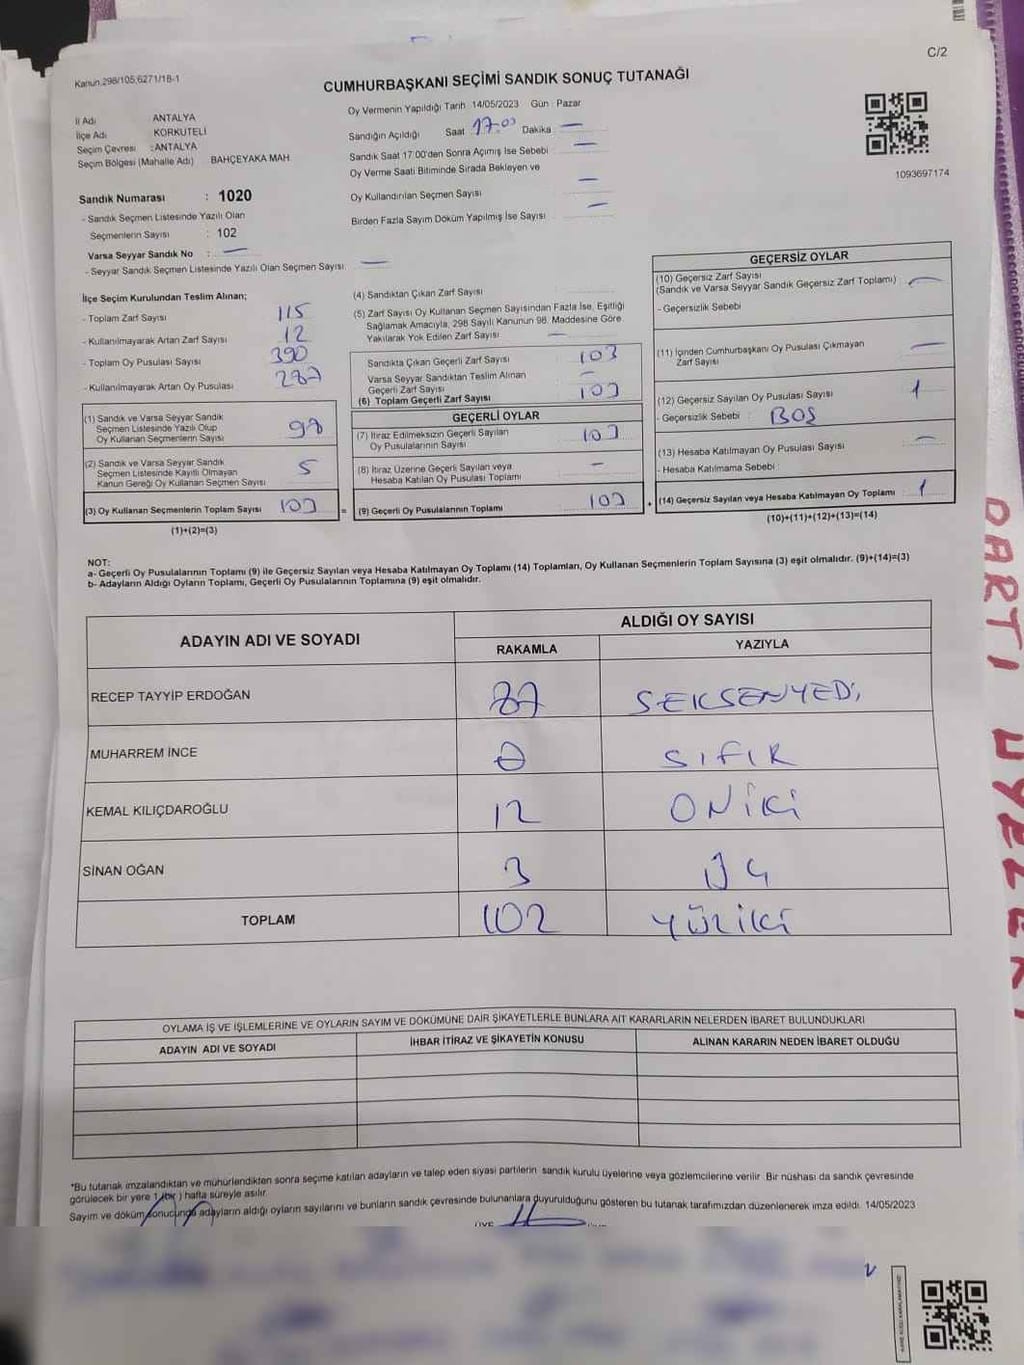 C/2
Kanun 298/105,6271/18-1
CUMHURBAŞKANI SEÇİMİ SANDIK SONUÇ TUTANAĞI
İl Adı ANTALYA
İlçe Adı KORKUTELİ
Seçim Çevresi :ANTALYA
Seçim Bölgesi (Mahalle Adı) BAHÇEYAKA MAH.
Oy Vermenin Yapıldığı Tarih 14/05/2023 Gün : Pazar
Sandığın Açıldığı Saat 17.00 Dakika : —
Sandık Saat 17:00'den Sonra Açımış İse Sebebi : —
Oy Verme Saati Bitiminde Sırada Bekleyen ve
Oy Kullandırılan Seçmen Sayısı —
Birden Fazla Sayım Döküm Yapılmış İse Sayısı —
1093697174
Sandık Numarası : 1020
- Sandık Seçmen Listesinde Yazılı Olan
Seçmenlerin Sayısı : 102
Varsa Seyyar Sandık No : —
- Seyyar Sandık Seçmen Listesinde Yazılı Olan Seçmen Sayısı: —
İlçe Seçim Kurulundan Teslim Alınan;
- Toplam Zarf Sayısı 115
- Kullanılmayarak Artan Zarf Sayısı 12
- Toplam Oy Pusulası Sayısı 390
- Kullanılmayarak Artan Oy Pusulası 287
(1) Sandık ve Varsa Seyyar Sandık
Seçmen Listesinde Yazılı Olup
Oy Kullanan Seçmenlerin Sayısı 98
(2) Sandık ve Varsa Seyyar Sandık
Seçmen Listesinde Kayıtlı Olmayan
Kanun Gereği Oy Kullanan Seçmen Sayısı 5
(3) Oy Kullanan Seçmenlerin Toplam Sayısı 103
(1)+(2)=(3)
(4) Sandıktan Çıkan Zarf Sayısı
(5) Zarf Sayısı Oy Kullanan Seçmen Sayısından Fazla İse, Eşitliği
Sağlamak Amacıyla, 298 Sayılı Kanunun 98. Maddesine Göre
Yakılarak Yok Edilen Zarf Sayısı —
Sandıkta Çıkan Geçerli Zarf Sayısı 103
Varsa Seyyar Sandıktan Teslim Alınan
Geçerli Zarf Sayısı —
(6) Toplam Geçerli Zarf Sayısı 103
GEÇERLİ OYLAR
(7) İtiraz Edilmeksizin Geçerli Sayılan
Oy Pusulalarının Sayısı 103
(8) İtiraz Üzerine Geçerli Sayılan veya
Hesaba Katılan Oy Pusulası Toplamı —
= (9) Geçerli Oy Pusulalarının Toplamı 103
GEÇERSİZ OYLAR
(10) Geçersiz Zarf Sayısı
(Sandık ve Varsa Seyyar Sandık Geçersiz Zarf Toplamı) —
- Geçersizlik Sebebi
(11) İçinden Cumhurbaşkanı Oy Pusulası Çıkmayan
Zarf Sayısı —
(12) Geçersiz Sayılan Oy Pusulası Sayısı 1
- Geçersizlik Sebebi : BOŞ
(13) Hesaba Katılmayan Oy Pusulası Sayısı —
- Hesaba Katılmama Sebebi :
+ (14) Geçersiz Sayılan veya Hesaba Katılmayan Oy Toplamı 1
(10)+(11)+(12)+(13)=(14)
NOT:
a- Geçerli Oy Pusulalarının Toplamı (9) ile Geçersiz Sayılan veya Hesaba Katılmayan Oy Toplamı (14) Toplamları, Oy Kullanan Seçmenlerin Toplam Sayısına (3) eşit olmalıdır. (9)+(14)=(3)
b- Adayların Aldığı Oyların Toplamı, Geçerli Oy Pusulalarının Toplamına (9) eşit olmalıdır.
ADAYIN ADI VE SOYADI ALDIĞI OY SAYISI
RAKAMLA YAZIYLA
RECEP TAYYİP ERDOĞAN 87 SEKSENYEDİ
MUHARREM İNCE 0 SIFIR
KEMAL KILIÇDAROĞLU 12 ONİKİ
SİNAN OĞAN 3 ÜÇ
TOPLAM 102 YÜZİKİ
OYLAMA İŞ VE İŞLEMLERİNE VE OYLARIN SAYIM VE DÖKÜMÜNE DAİR ŞİKAYETLERLE BUNLARA AİT KARARLARIN NELERDEN İBARET BULUNDUKLARI
ADAYIN ADI VE SOYADI İHBAR İTİRAZ VE ŞİKAYETİN KONUSU ALINAN KARARIN NEDEN İBARET OLDUĞU
*Bu tutanak imzalandıktan ve mühürlendikten sonra seçime katılan adayların ve talep eden siyasi partilerin sandık kurulu üyelerine veya gözlemcilerine verilir. Bir nüshası da sandık çevresinde
görülecek bir yere 1 (bir) hafta süreyle asılır.
Sayım ve döküm sonucunda adayların aldığı oyların sayılarını ve bunların sandık çevresinde bulunanlara duyurulduğunu gösteren bu tutanak tarafımızdan düzenlenerek imza edildi. 14/05/2023
PARTİ ÜYELERİ